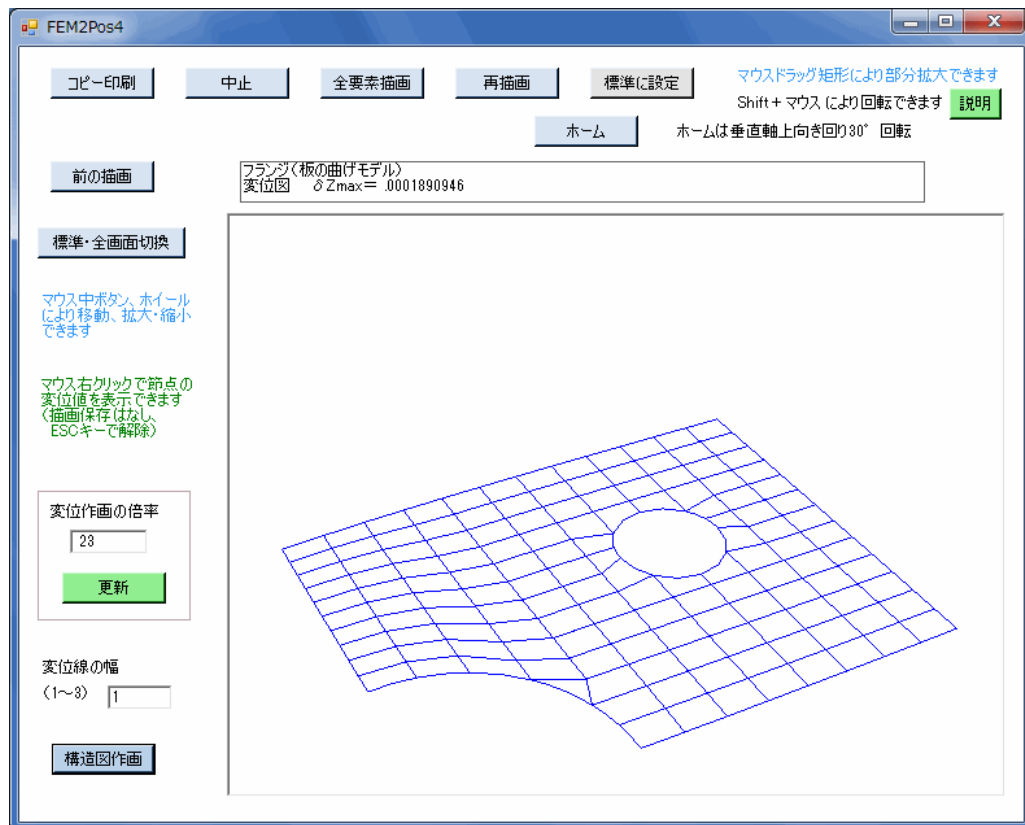 FEM2Pos4
コピー印刷
中止
全要素描画
再描画
標準に設定
マウスドラッグ矩形により部分拡大できます
Shift+マウス により回転できます
説明
ホーム
ホームは垂直軸上向き回り30° 回転
前の描画
フランジ(板の曲げモデル)
変位図 δZmax= .0001890946
標準・全画面切換
マウス中ボタン、ホイール
により移動、拡大・縮小
できます
マウス右クリックで節点の
変位値を表示できます
(描画保存はなし、
ESCキーで解除)
変位作画の倍率
23
更新
変位線の幅
(1~3)
1
構造図作画